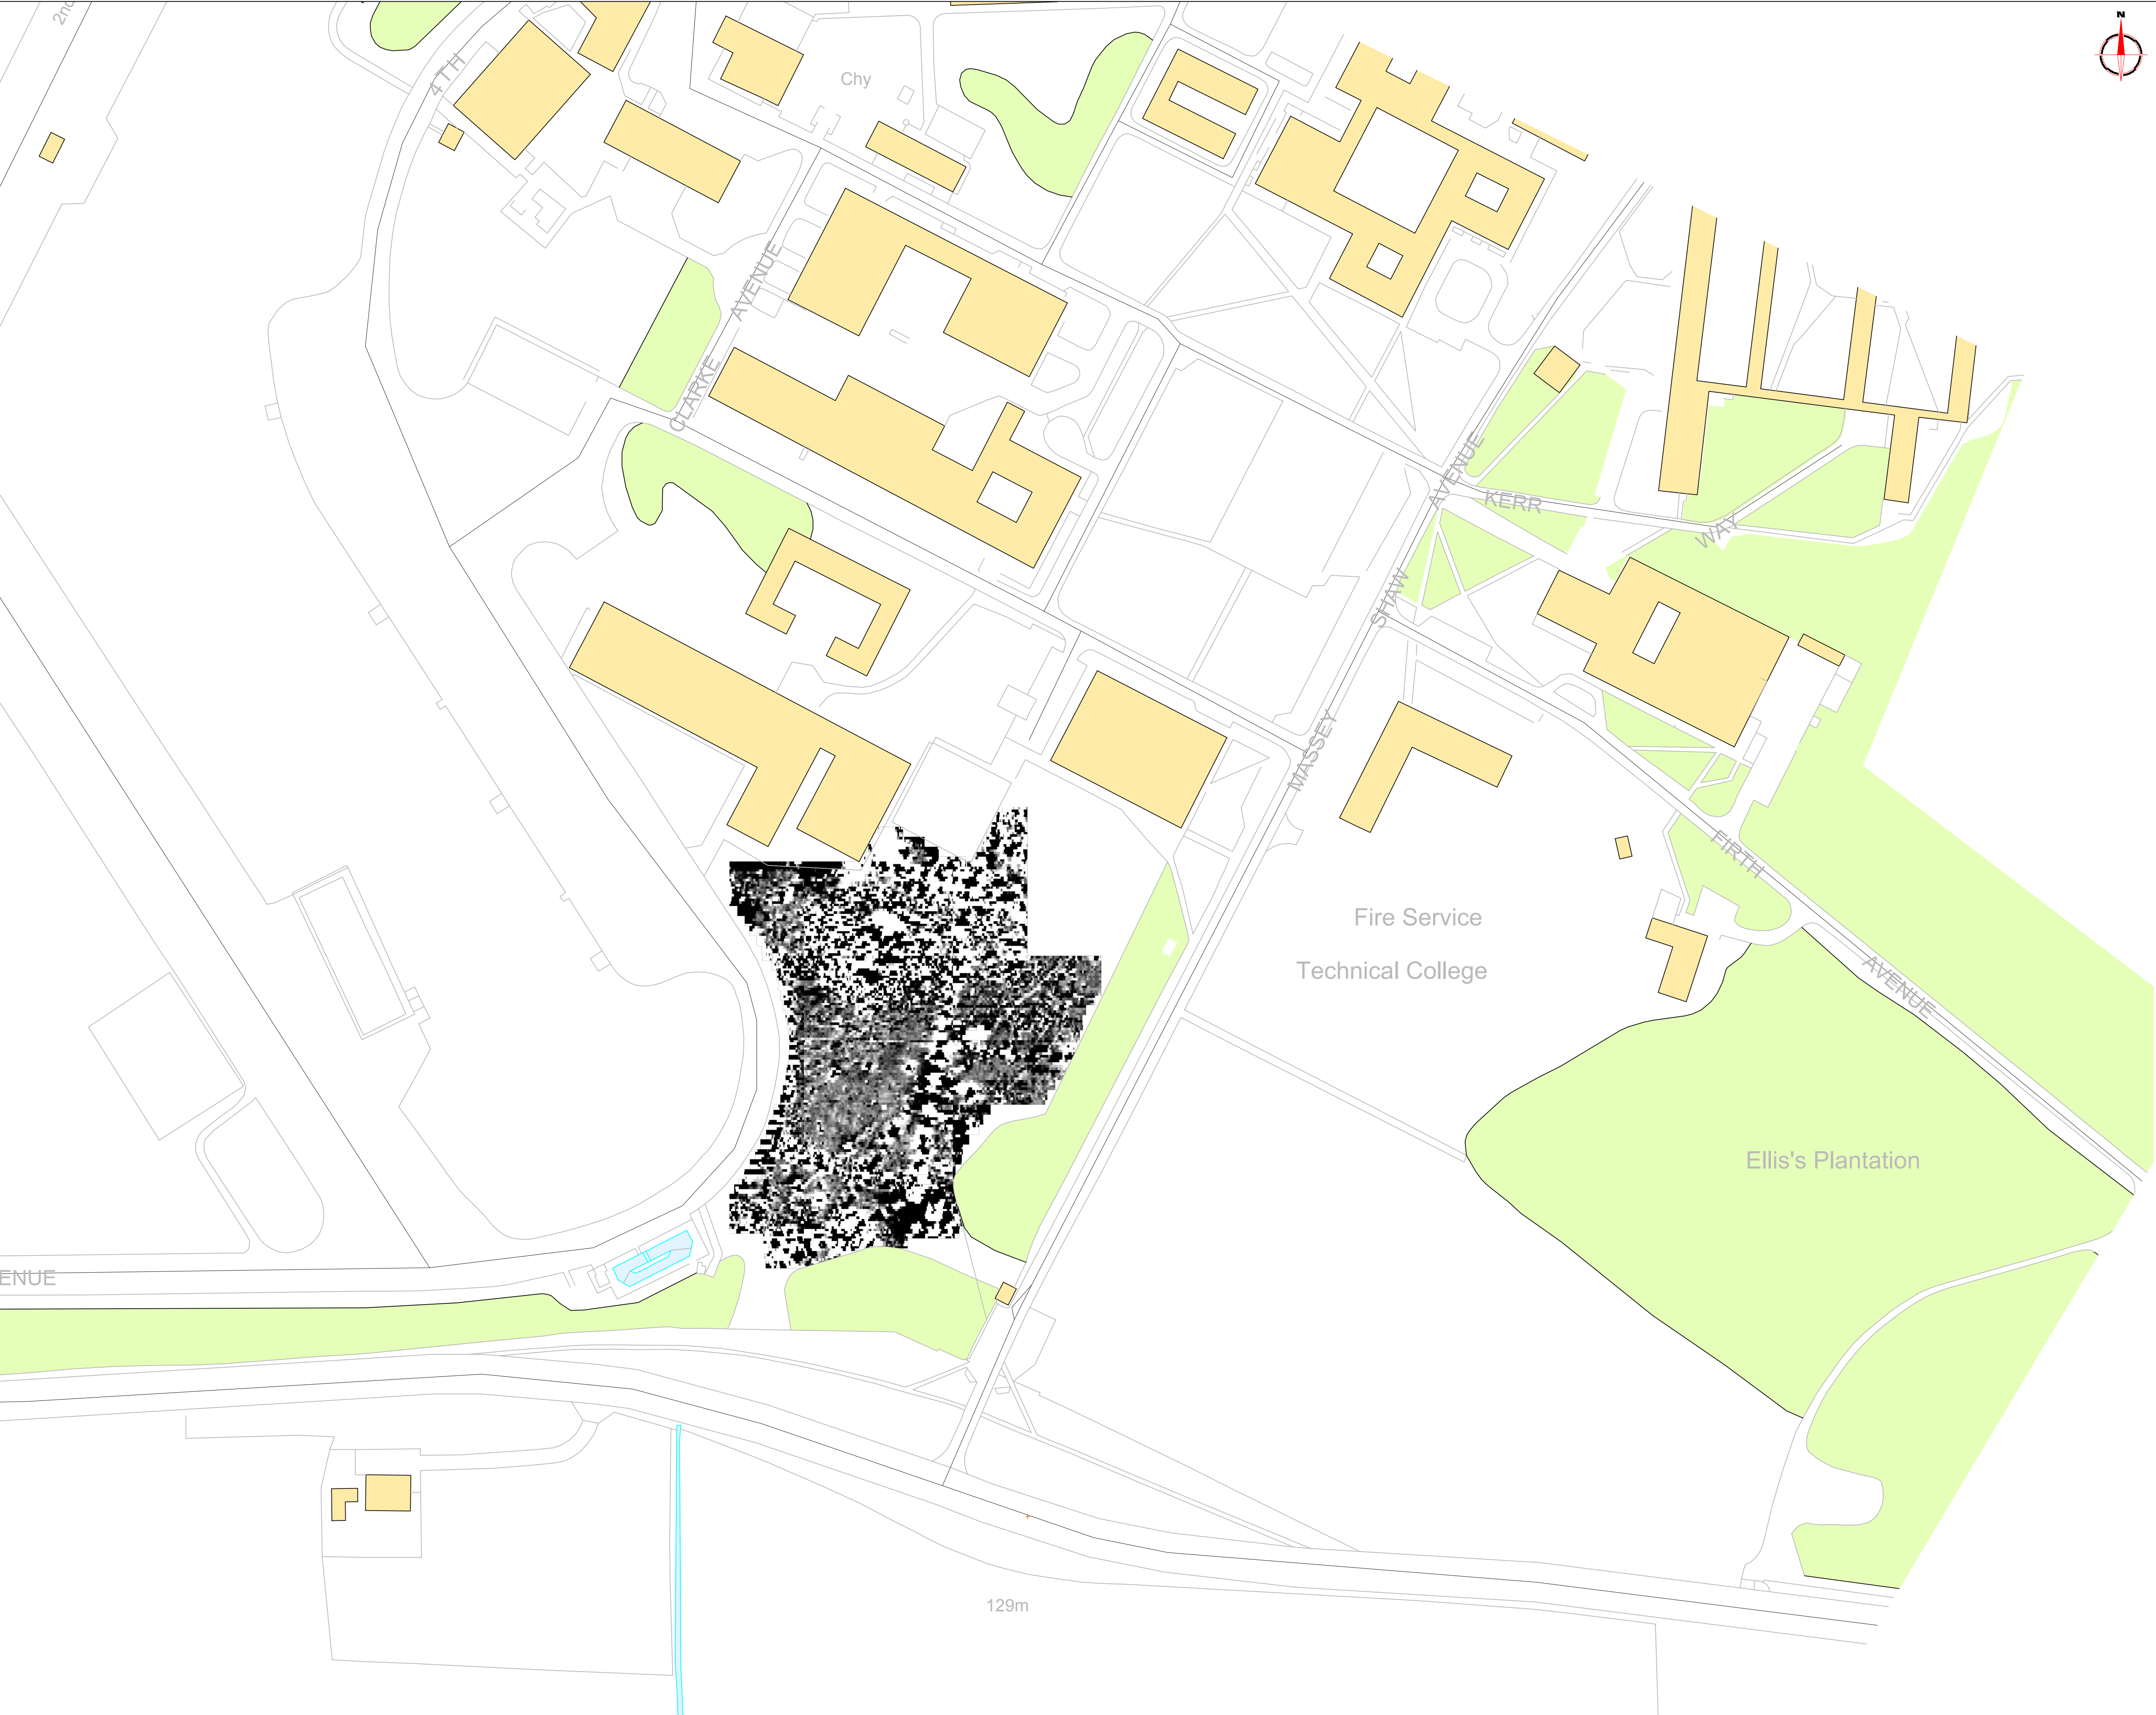 2nd
N
4TH
Chy
CLARKE AVENUE
SHAW AVENUE
KERR WAY
MASSEY
FIRTH AVENUE
Fire Service
Technical College
Ellis's Plantation
ENUE
129m